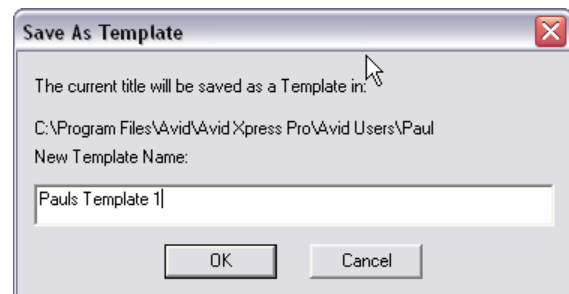 Save As Template
The current title will be saved as a Template in:
C:\Program Files\Avid\Avid Xpress Pro\Avid Users\Paul
New Template Name:
Pauls Template 1
OK
Cancel